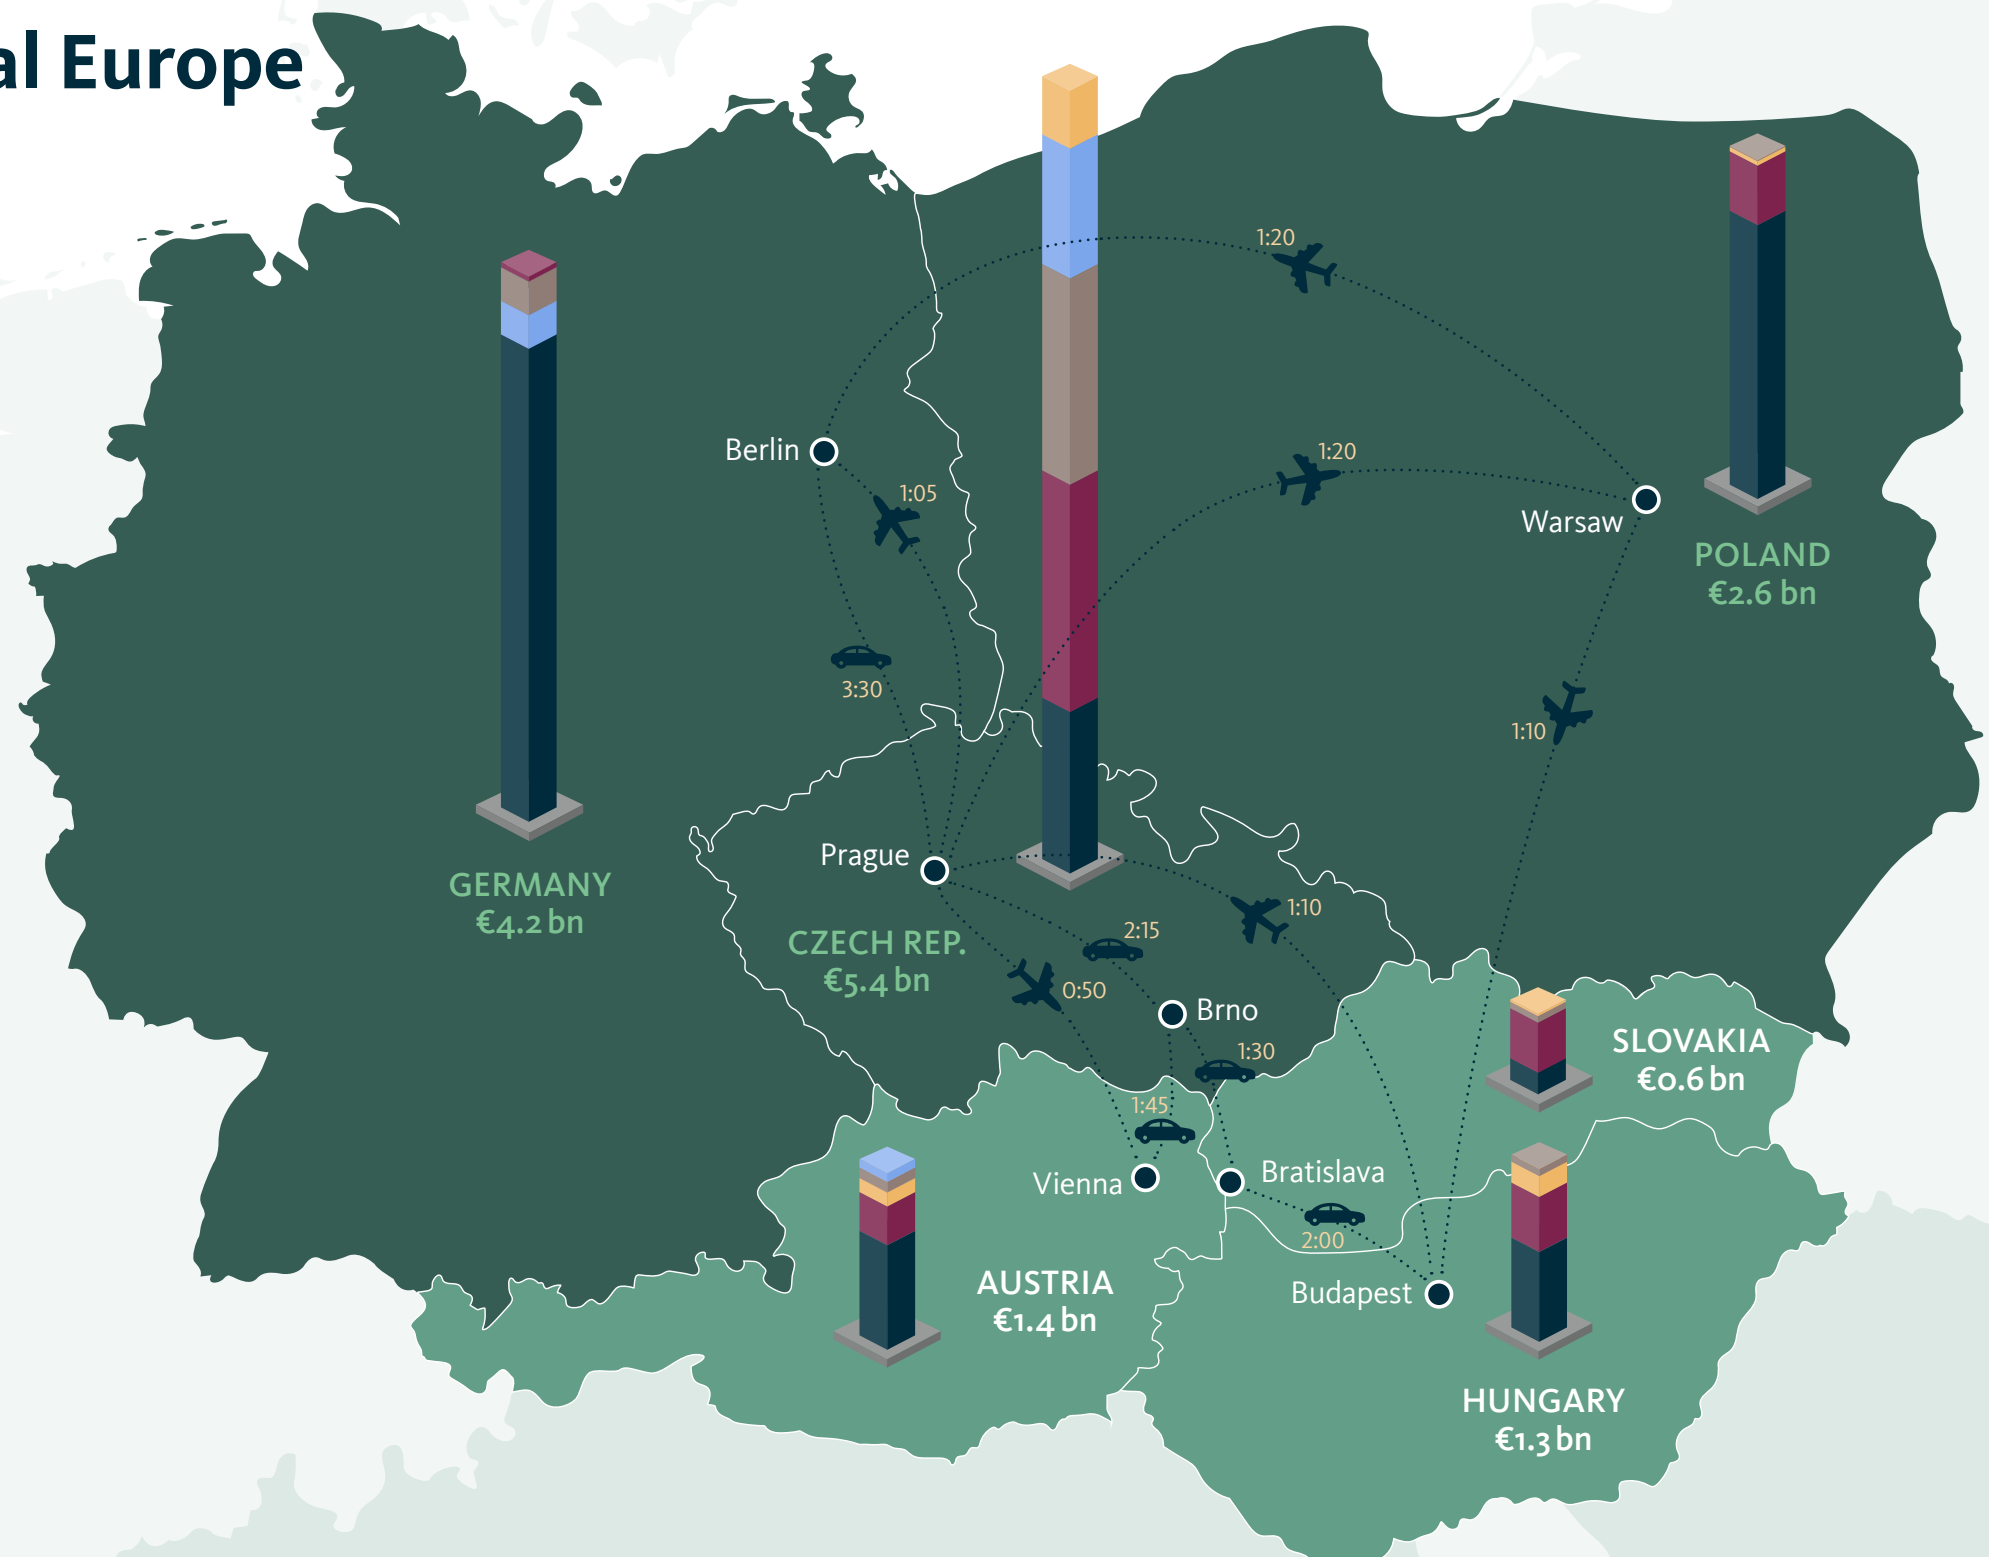 al Europe
1:20
Berlin
1:20
1:05
Warsaw
POLAND
€2.6 bn
3:30
1:10
Prague
GERMANY
€4.2 bn
1:10
2:15
CZECH REP.
€5.4 bn
0:50
Brno
SLOVAKIA
€0.6 bn
1:30
1:45
Vienna
Bratislava
2:00
AUSTRIA
€1.4 bn
Budapest
HUNGARY
€1.3 bn